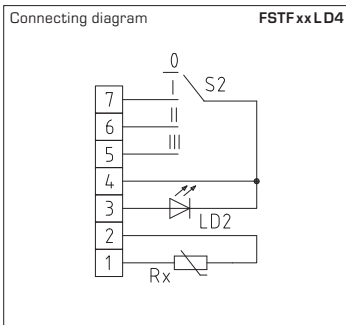 Connecting diagram FSTFxxLD4
0
S2
I
7
II
6
III
5
4
3
LD2
2
1
Rx